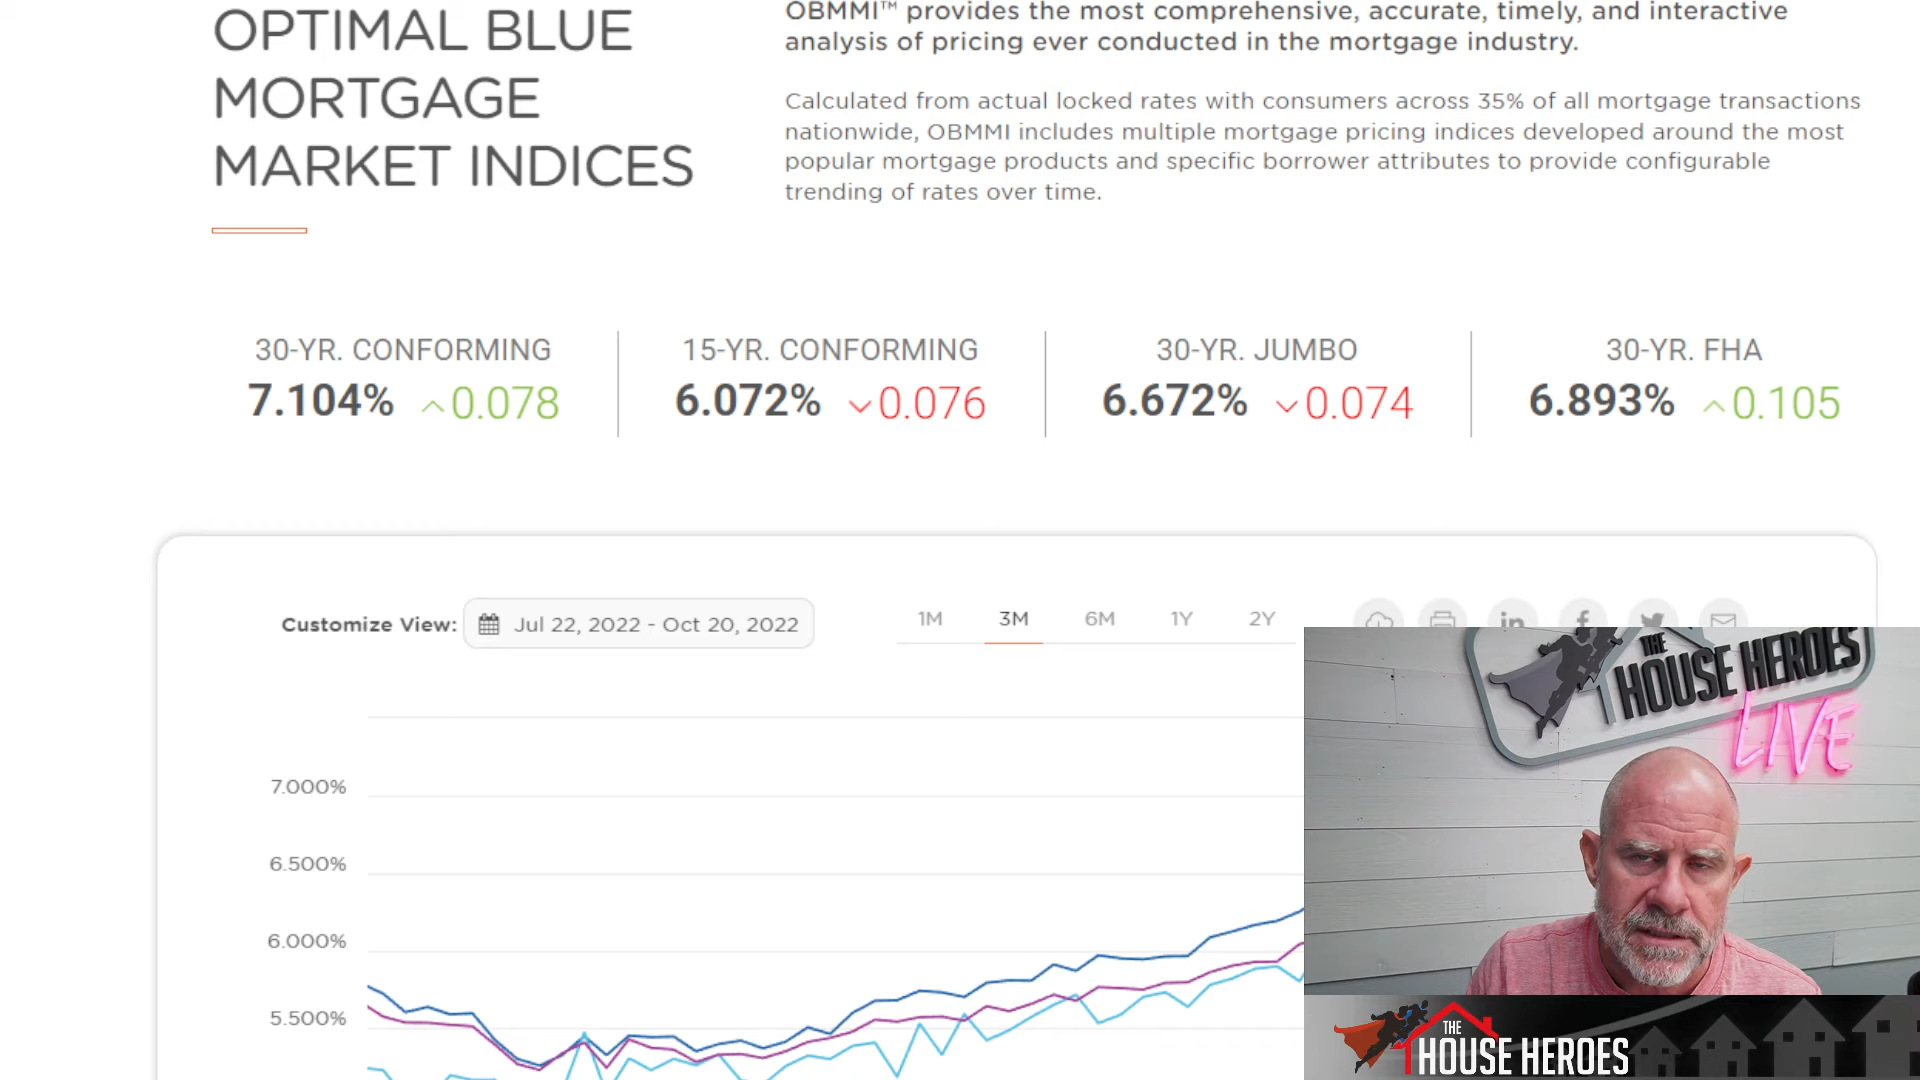 OPTIMAL BLUE
MORTGAGE
MARKET INDICES
OBMMI™ provides the most comprehensive, accurate, timely, and interactive
analysis of pricing ever conducted in the mortgage industry.
Calculated from actual locked rates with consumers across 35% of all mortgage transactions
nationwide, OBMMI includes multiple mortgage pricing indices developed around the most
popular mortgage products and specific borrower attributes to provide configurable
trending of rates over time.
30-YR. CONFORMING
7.104% 0.078
15-YR. CONFORMING
6.072% 0.076
30-YR. JUMBO
6.672% 0.074
30-YR. FHA
6.893% 0.105
Customize View: Jul 22, 2022 - Oct 20, 2022
1M 3M 6M 1Y 2Y
7.000%
6.500%
6.000%
5.500%
THE
HOUSE HEROES
LIVE
THE
HOUSE HEROES